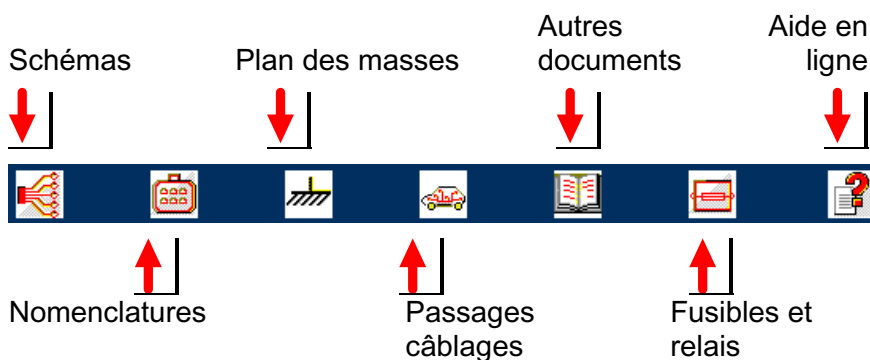 Schémas
Plan des masses
Autres
documents
Aide en
ligne
Nomenclatures
Passages
câblages
Fusibles et
relais